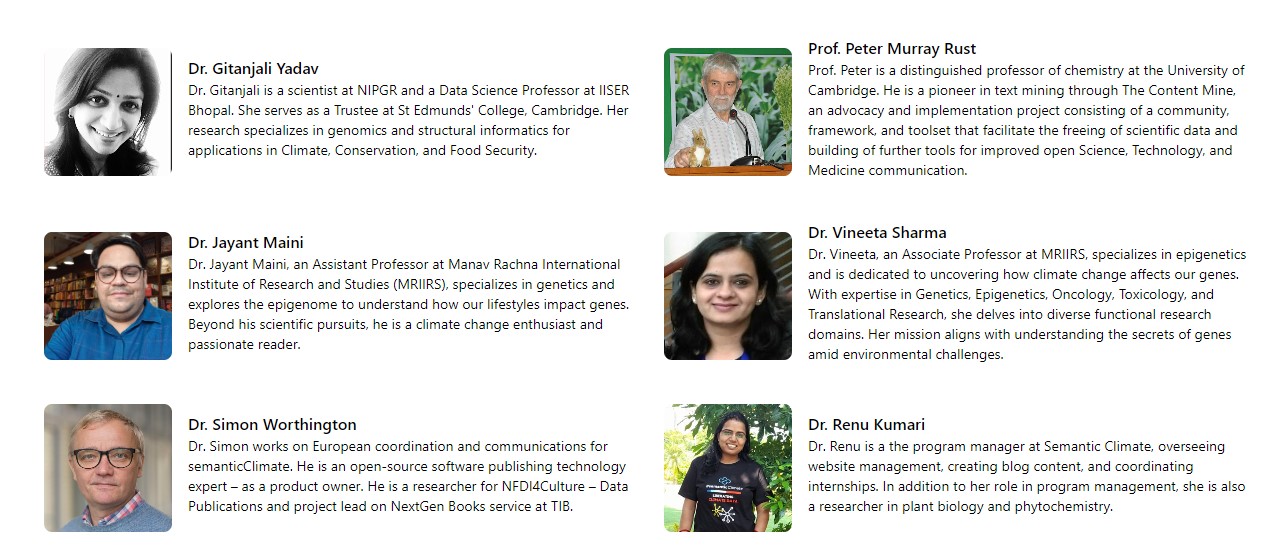 Dr. Gitanjali Yadav
Dr. Gitanjali is a scientist at NIPGR and a Data Science Professor at IISER
Bhopal. She serves as a Trustee at St Edmunds' College, Cambridge. Her
research specializes in genomics and structural informatics for
applications in Climate, Conservation, and Food Security.
Prof. Peter Murray Rust
Prof. Peter is a distinguished professor of chemistry at the University of
Cambridge. He is a pioneer in text mining through The Content Mine,
an advocacy and implementation project consisting of a community,
framework, and toolset that facilitate the freeing of scientific data and
building of further tools for improved open Science, Technology, and
Medicine communication.
Dr. Jayant Maini
Dr. Jayant Maini, an Assistant Professor at Manav Rachna International
Institute of Research and Studies (MRIIRS), specializes in genetics and
explores the epigenome to understand how our lifestyles impact genes.
Beyond his scientific pursuits, he is a climate change enthusiast and
passionate reader.
Dr. Vineeta Sharma
Dr. Vineeta, an Associate Professor at MRIIRS, specializes in epigenetics
and is dedicated to uncovering how climate change affects our genes.
With expertise in Genetics, Epigenetics, Oncology, Toxicology, and
Translational Research, she delves into diverse functional research
domains. Her mission aligns with understanding the secrets of genes
amid environmental challenges.
Dr. Simon Worthington
Dr. Simon works on European coordination and communications for
semanticClimate. He is an open-source software publishing technology
expert – as a product owner. He is a researcher for NFDI4Culture – Data
Publications and project lead on NextGen Books service at TIB.
Dr. Renu Kumari
Dr. Renu is a the program manager at Semantic Climate, overseeing
website management, creating blog content, and coordinating
internships. In addition to her role in program management, she is also
a researcher in plant biology and phytochemistry.
#Semantic Climate
LIBERATING
CLIMATE DATA